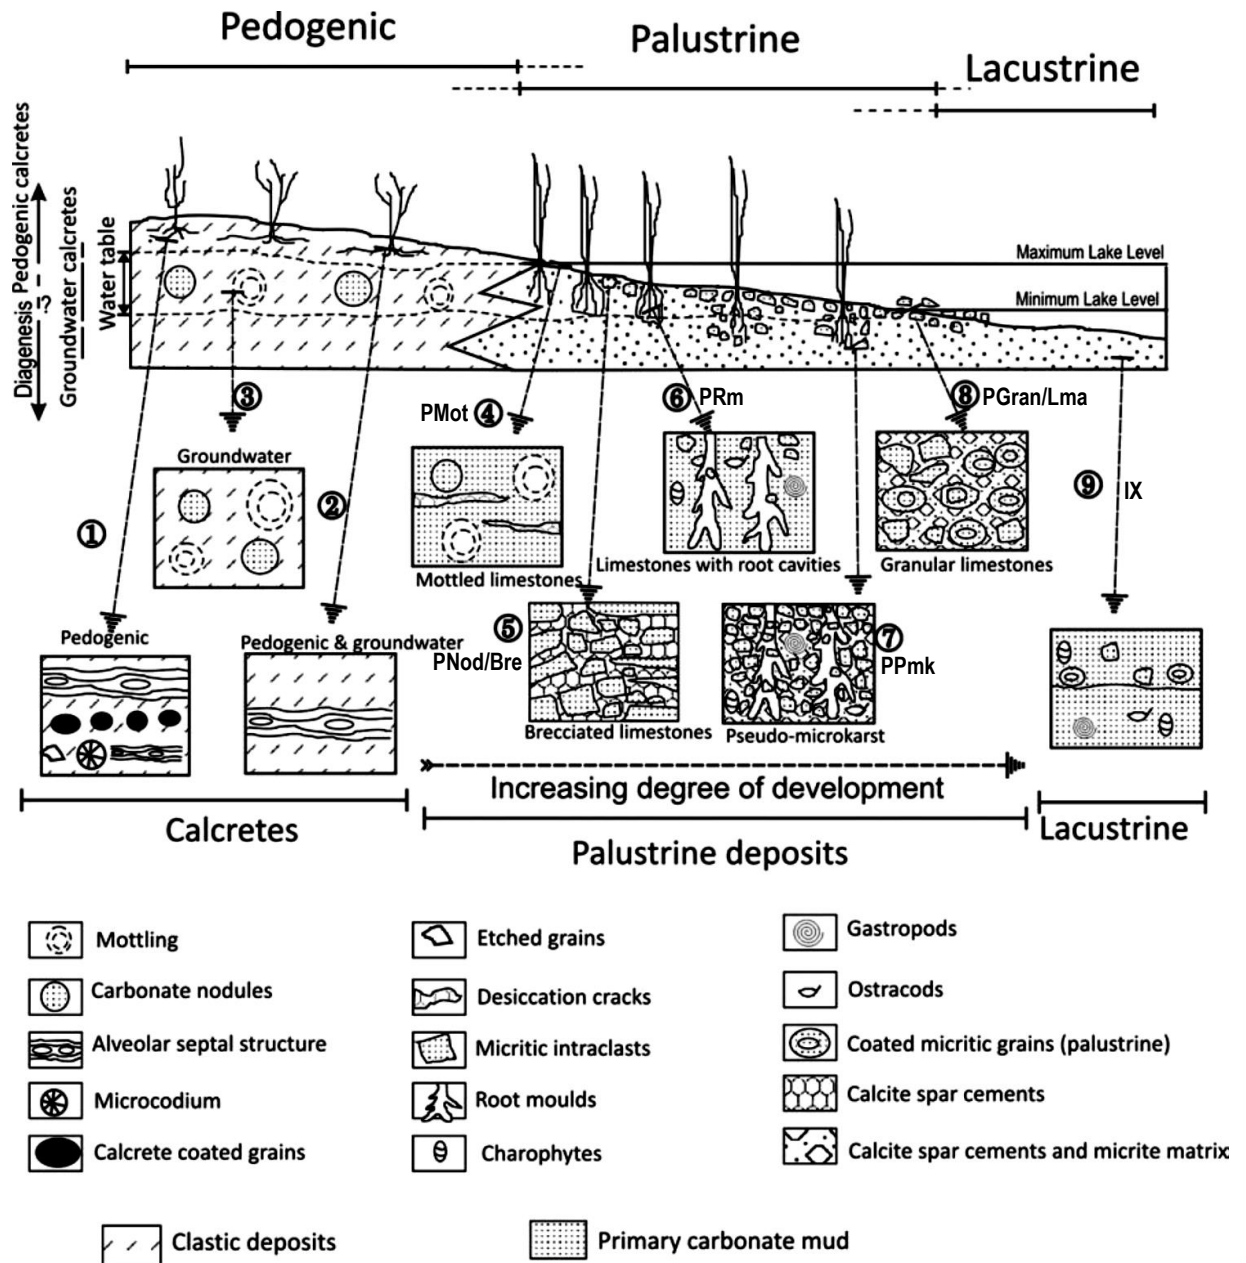 Pedogenic
Palustrine
Lacustrine
Diagenesis Pedogenic calcretes
?
Groundwater calcretes
Water table
Maximum Lake Level
Minimum Lake Level
③
PMot ④
⑥ PRm
⑧ PGran/Lma
Groundwater
①
②
⑨ IX
Mottled limestones
Limestones with root cavities
Granular limestones
Pedogenic
Pedogenic & groundwater
⑤
PNod/Bre
⑦
PPmk
Brecciated limestones
Pseudo-microkarst
Increasing degree of development
Calcretes
Palustrine deposits
Lacustrine
Mottling
Carbonate nodules
Alveolar septal structure
Microcodium
Calcrete coated grains
Etched grains
Desiccation cracks
Micritic intraclasts
Root moulds
Charophytes
Gastropods
Ostracods
Coated micritic grains (palustrine)
Calcite spar cements
Calcite spar cements and micrite matrix
Clastic deposits
Primary carbonate mud